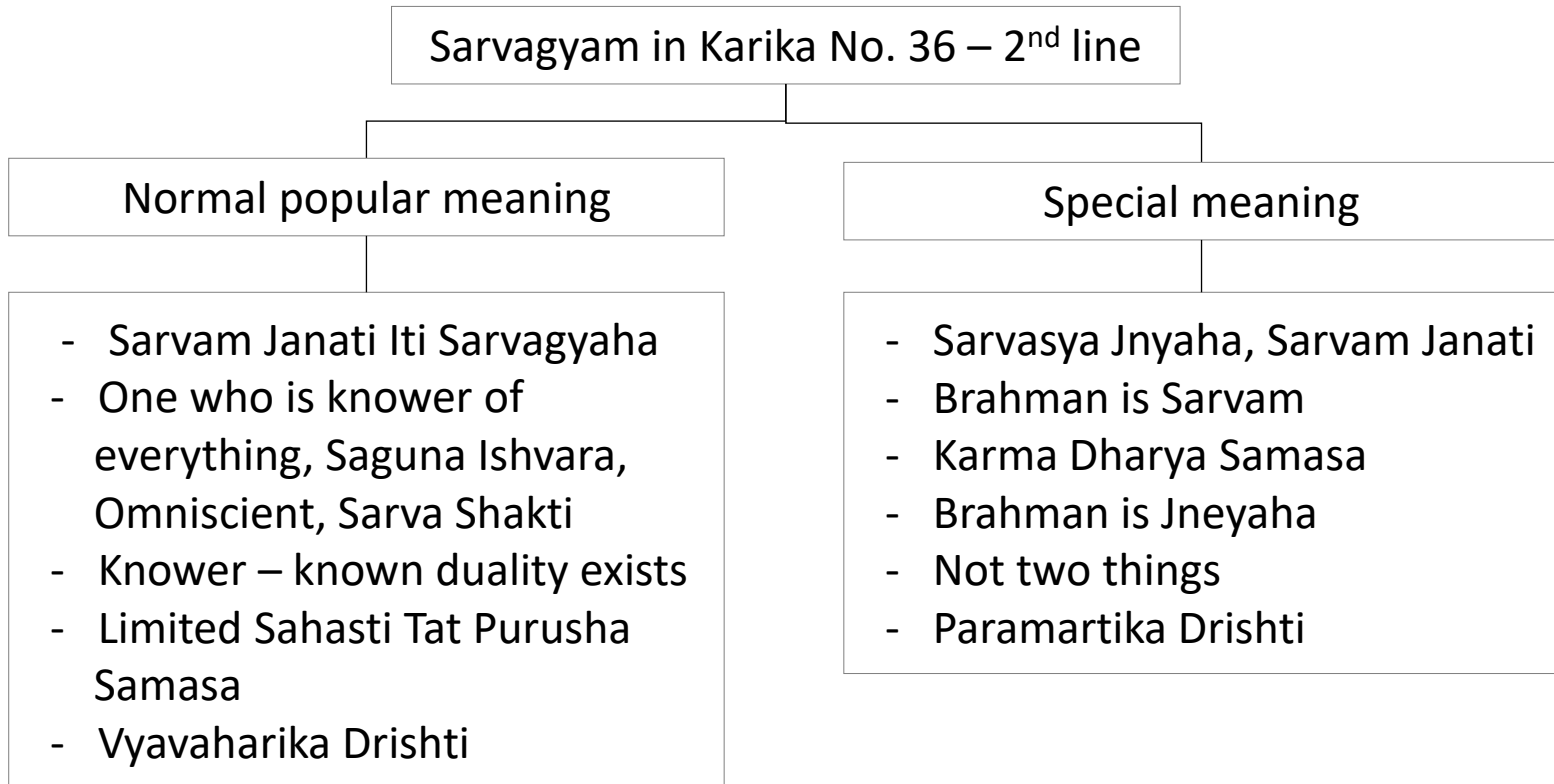 Sarvagyam in Karika No. 36 – 2nd line
Normal popular meaning
- Sarvam Janati Iti Sarvagyaha
- One who is knower of
everything, Saguna Ishvara,
Omniscient, Sarva Shakti
- Knower – known duality exists
- Limited Sahasti Tat Purusha
Samasa
- Vyavaharika Drishti
Special meaning
- Sarvasya Jnyaha, Sarvam Janati
- Brahman is Sarvam
- Karma Dharya Samasa
- Brahman is Jneyaha
- Not two things
- Paramartika Drishti